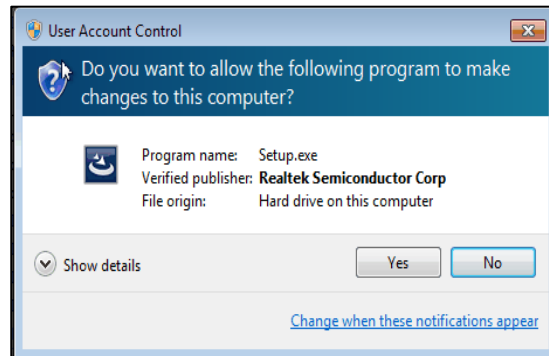 User Account Control
Do you want to allow the following program to make
changes to this computer?
Program name: Setup.exe
Verified publisher: Realtek Semiconductor Corp
File origin: Hard drive on this computer
Show details
Yes
No
Change when these notifications appear